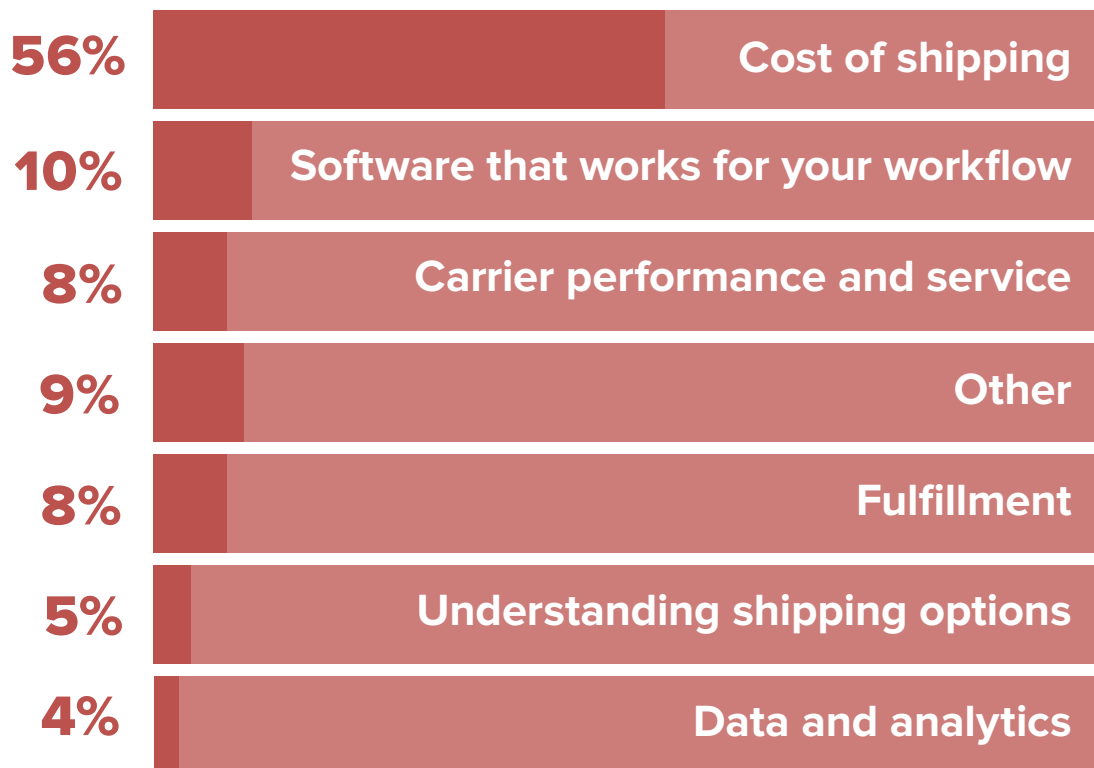 56% Cost of shipping
10% Software that works for your workflow
8% Carrier performance and service
9% Other
8% Fulfillment
5% Understanding shipping options
4% Data and analytics